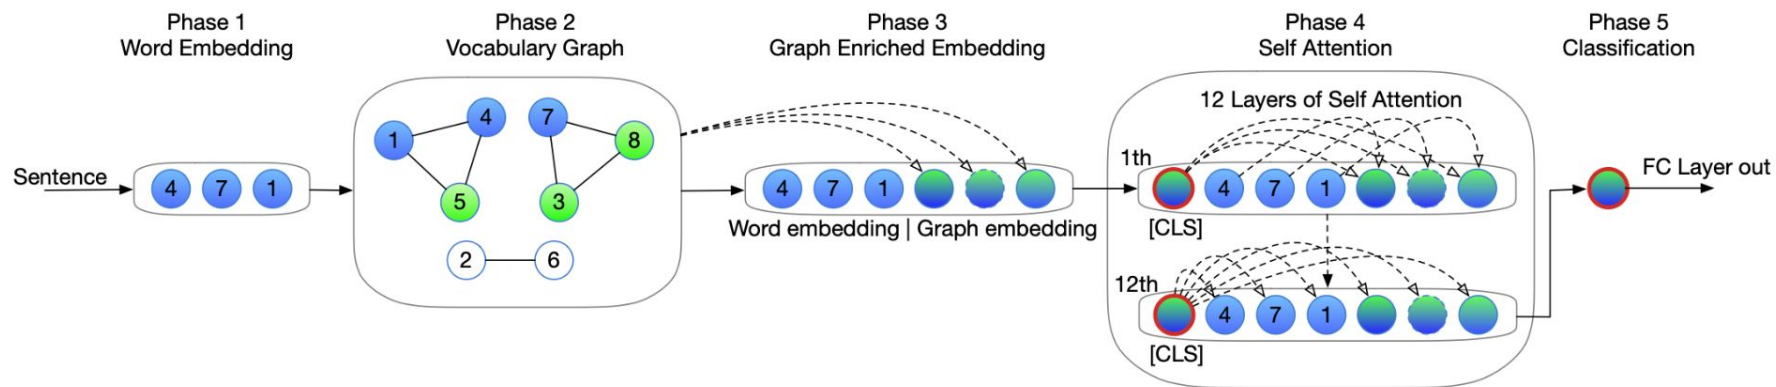 Phase 1
Word Embedding
Phase 2
Vocabulary Graph
Phase 3
Graph Enriched Embedding
Phase 4
Self Attention
Phase 5
Classification
Sentence
4 7 1
1 4 5
7 8 3
2 6
4 7 1
Word embedding | Graph embedding
12 Layers of Self Attention
1th
4 7 1
[CLS]
12th
4 7 1
[CLS]
FC Layer out